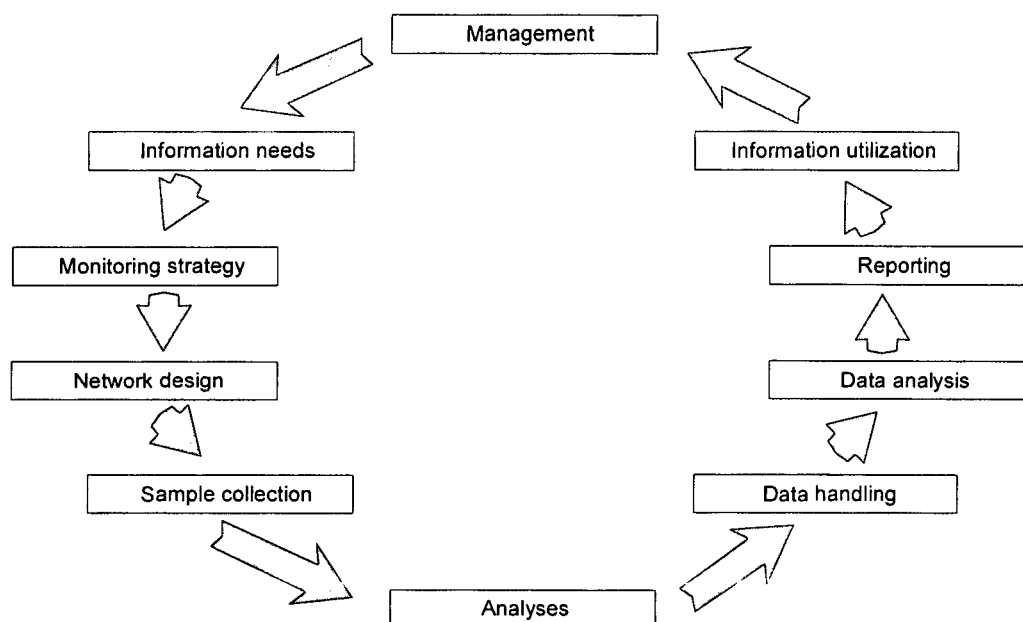 Management
Information needs
Information utilization
Monitoring strategy
Reporting
Network design
Data analysis
Sample collection
Data handling
Analyses